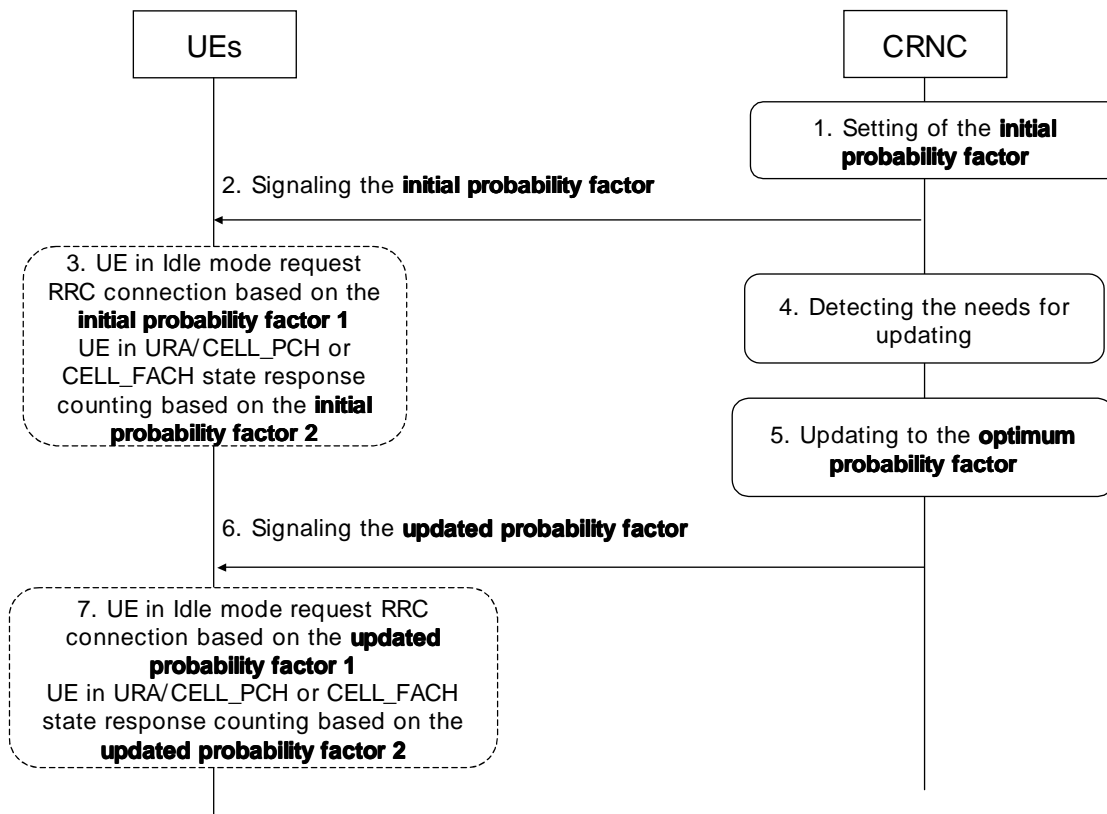 UEs
CRNC
1. Setting of the initial
probability factor
2. Signaling the initial probability factor
3. UE in Idle mode request
RRC connection based on the
initial probability factor 1
UE in URA/CELL_PCH or
CELL_FACH state response
counting based on the initial
probability factor 2
4. Detecting the needs for
updating
5. Updating to the optimum
probability factor
6. Signaling the updated probability factor
7. UE in Idle mode request RRC
connection based on the updated
probability factor 1
UE in URA/CELL_PCH or CELL_FACH
state response counting based on the
updated probability factor 2